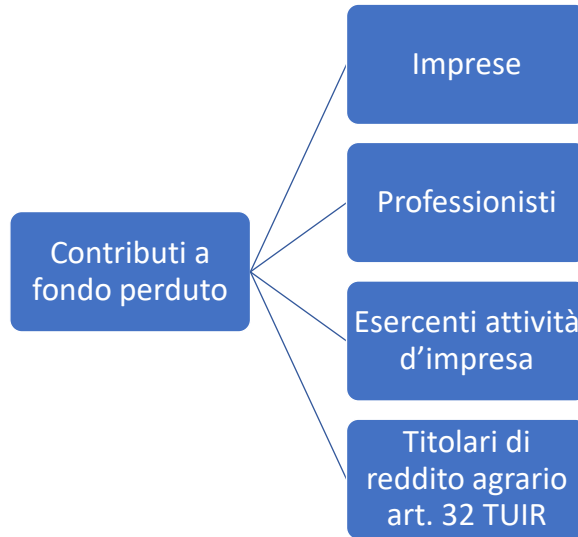 Contributi a
fondo perduto
Imprese
Professionisti
Esercenti attività
d'impresa
Titolari di
reddito agrario
art. 32 TUIR